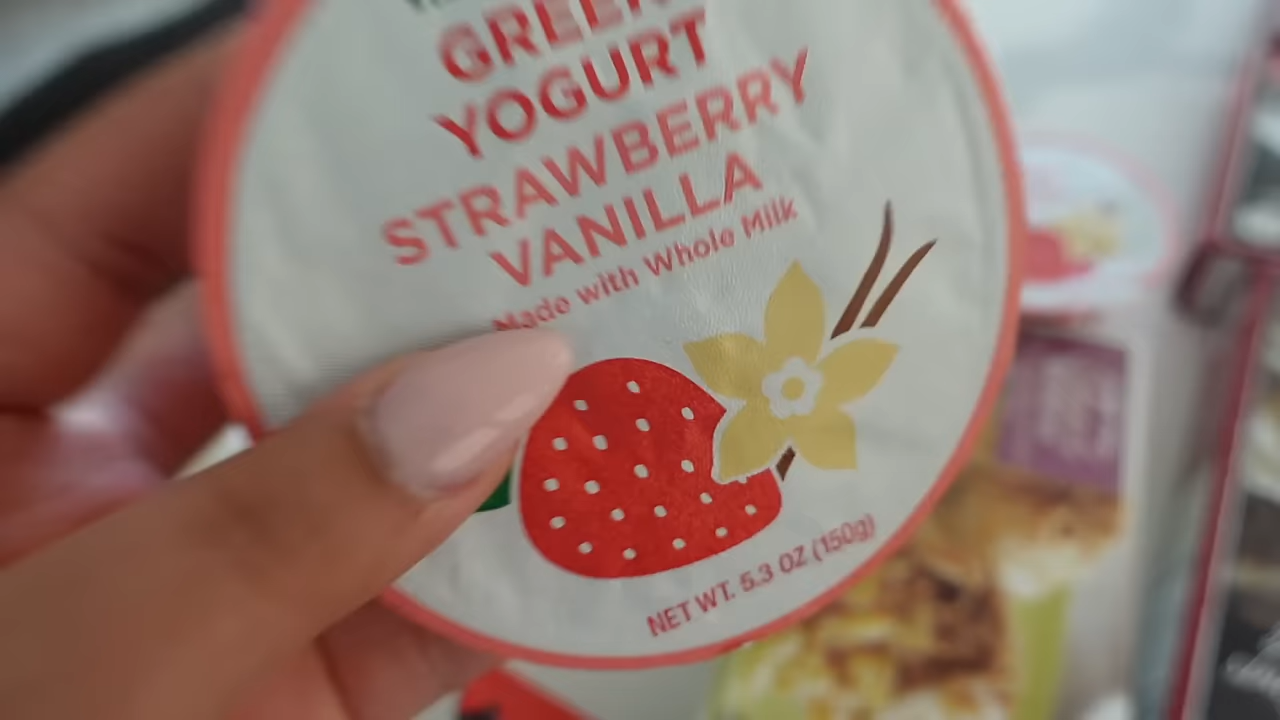 GREEK
YOGURT
STRAWBERRY
VANILLA
Made with Whole Milk
NET WT. 5.3 OZ (150g)